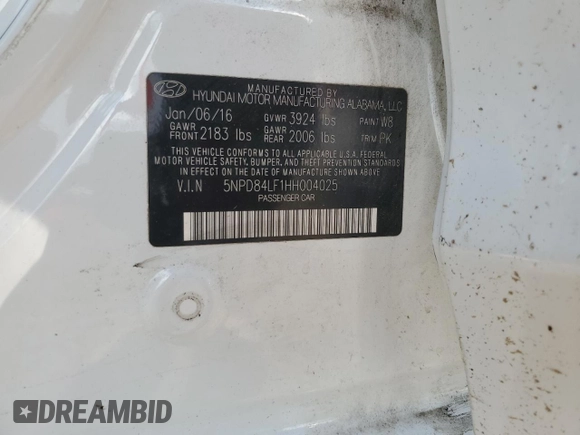 MANUFACTURED BY
HYUNDAI MOTOR MANUFACTURING ALABAMA, LLC
Jan/06/16 GVWR 3924 lbs PAINT W8
GAWR FRONT 2183 lbs GAWR REAR 2006 lbs TRIM PK
THIS VEHICLE CONFORMS TO ALL APPLICABLE U.S.A. FEDERAL
MOTOR VEHICLE SAFETY, BUMPER, AND THEFT PREVENTION
STANDARDS IN EFFECT ON THE DATE OF MANUFACTURE SHOWN ABOVE
V.I.N 5NPD84LF1HH004025
PASSENGER CAR
DREAMBID